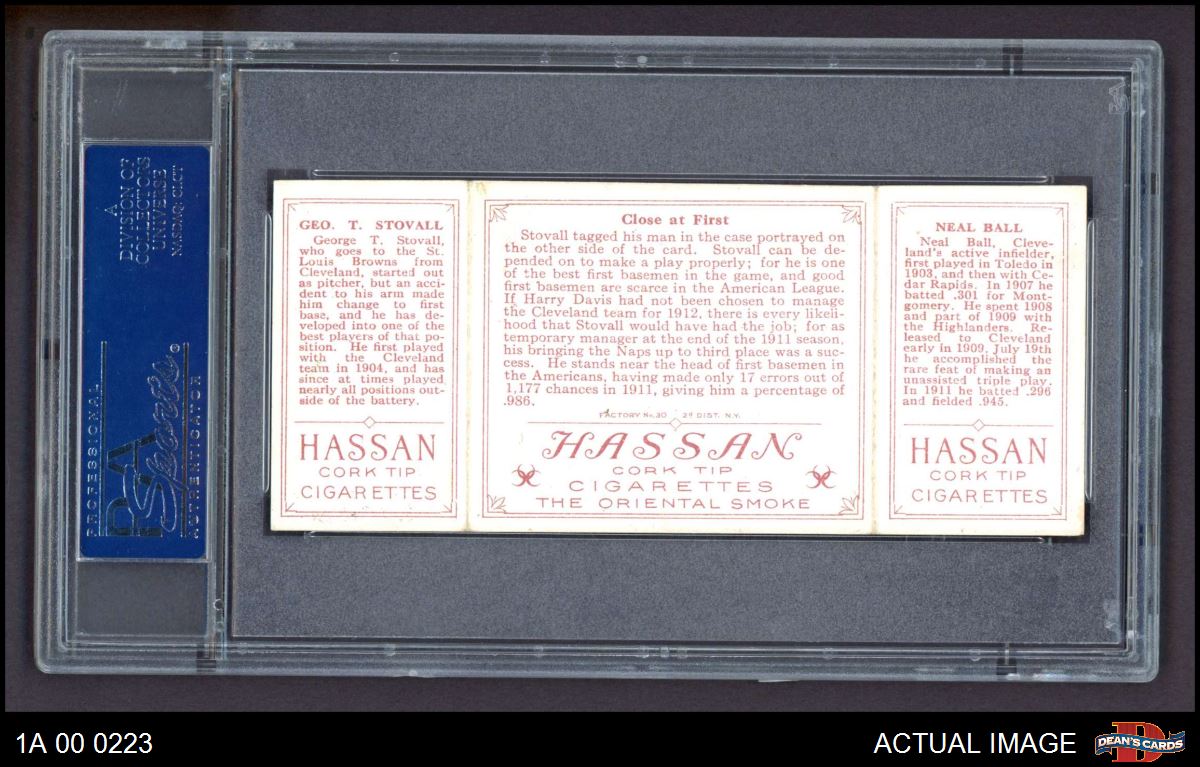 A
DIVISION OF
COLLECTORS
UNIVERSE
NASDAQ: CLCT
PROFESSIONAL
PSA
Sports®
AUTHENTICATOR
GEO. T. STOVALL
George T. Stovall,
who goes to the St.
Louis Browns from
Cleveland, started out
as pitcher, but an acci-
dent to his arm made
him change to first
base, and he has de-
veloped into one of the
best players of that po-
sition. He first played
with the Cleveland
team in 1904, and has
since at times played
nearly all positions out-
side of the battery.
HASSAN
CORK TIP
CIGARETTES
Close at First
Stovall tagged his man in the case portrayed on
the other side of the card. Stovall can be de-
pended on to make a play properly; for he is one
of the best first basemen in the game, and good
first basemen are scarce in the American League.
If Harry Davis had not been chosen to manage
the Cleveland team for 1912, there is every likeli-
hood that Stovall would have had the job; for as
temporary manager at the end of the 1911 season,
his bringing the Naps up to third place was a suc-
cess. He stands near the head of first basemen in
the Americans, having made only 17 errors out of
1,177 chances in 1911, giving him a percentage of
.986.
FACTORY No. 30 2d DIST. N.Y.
HASSAN
CORK TIP
CIGARETTES
THE ORIENTAL SMOKE
NEAL BALL
Neal Ball, Cleve-
land's active infielder,
first played in Toledo in
1903, and then with Ce-
dar Rapids. In 1907 he
batted .301 for Mont-
gomery. He spent 1908
and part of 1909 with
the Highlanders. Re-
leased to Cleveland
early in 1909. July 19th
he accomplished the
rare feat of making an
unassisted triple play.
In 1911 he batted .296
and fielded .945.
HASSAN
CORK TIP
CIGARETTES
1A 00 0223
ACTUAL IMAGE
DEAN'S CARDS